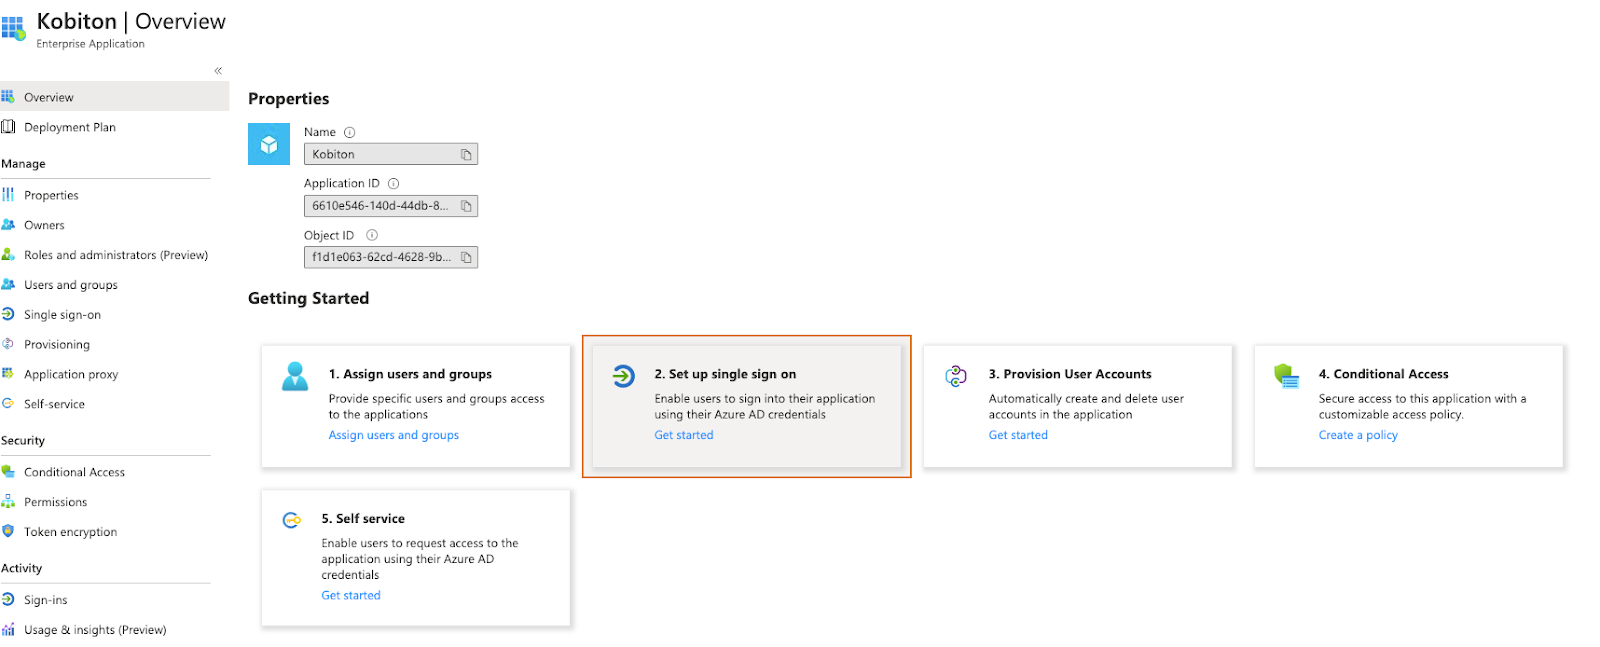 Kobiton | Overview
Enterprise Application
«
Overview
Deployment Plan
Manage
Properties
Owners
Roles and administrators (Preview)
Users and groups
Single sign-on
Provisioning
Application proxy
Self-service
Security
Conditional Access
Permissions
Token encryption
Activity
Sign-ins
Usage & insights (Preview)
Properties
Name
Kobiton
Application ID
6610e546-140d-44db-8...
Object ID
f1d1e063-62cd-4628-9b...
Getting Started
1. Assign users and groups
Provide specific users and groups access
to the applications
Assign users and groups
2. Set up single sign on
Enable users to sign into their application
using their Azure AD credentials
Get started
3. Provision User Accounts
Automatically create and delete user
accounts in the application
Get started
4. Conditional Access
Secure access to this application with a
customizable access policy.
Create a policy
5. Self service
Enable users to request access to the
application using their Azure AD
credentials
Get started